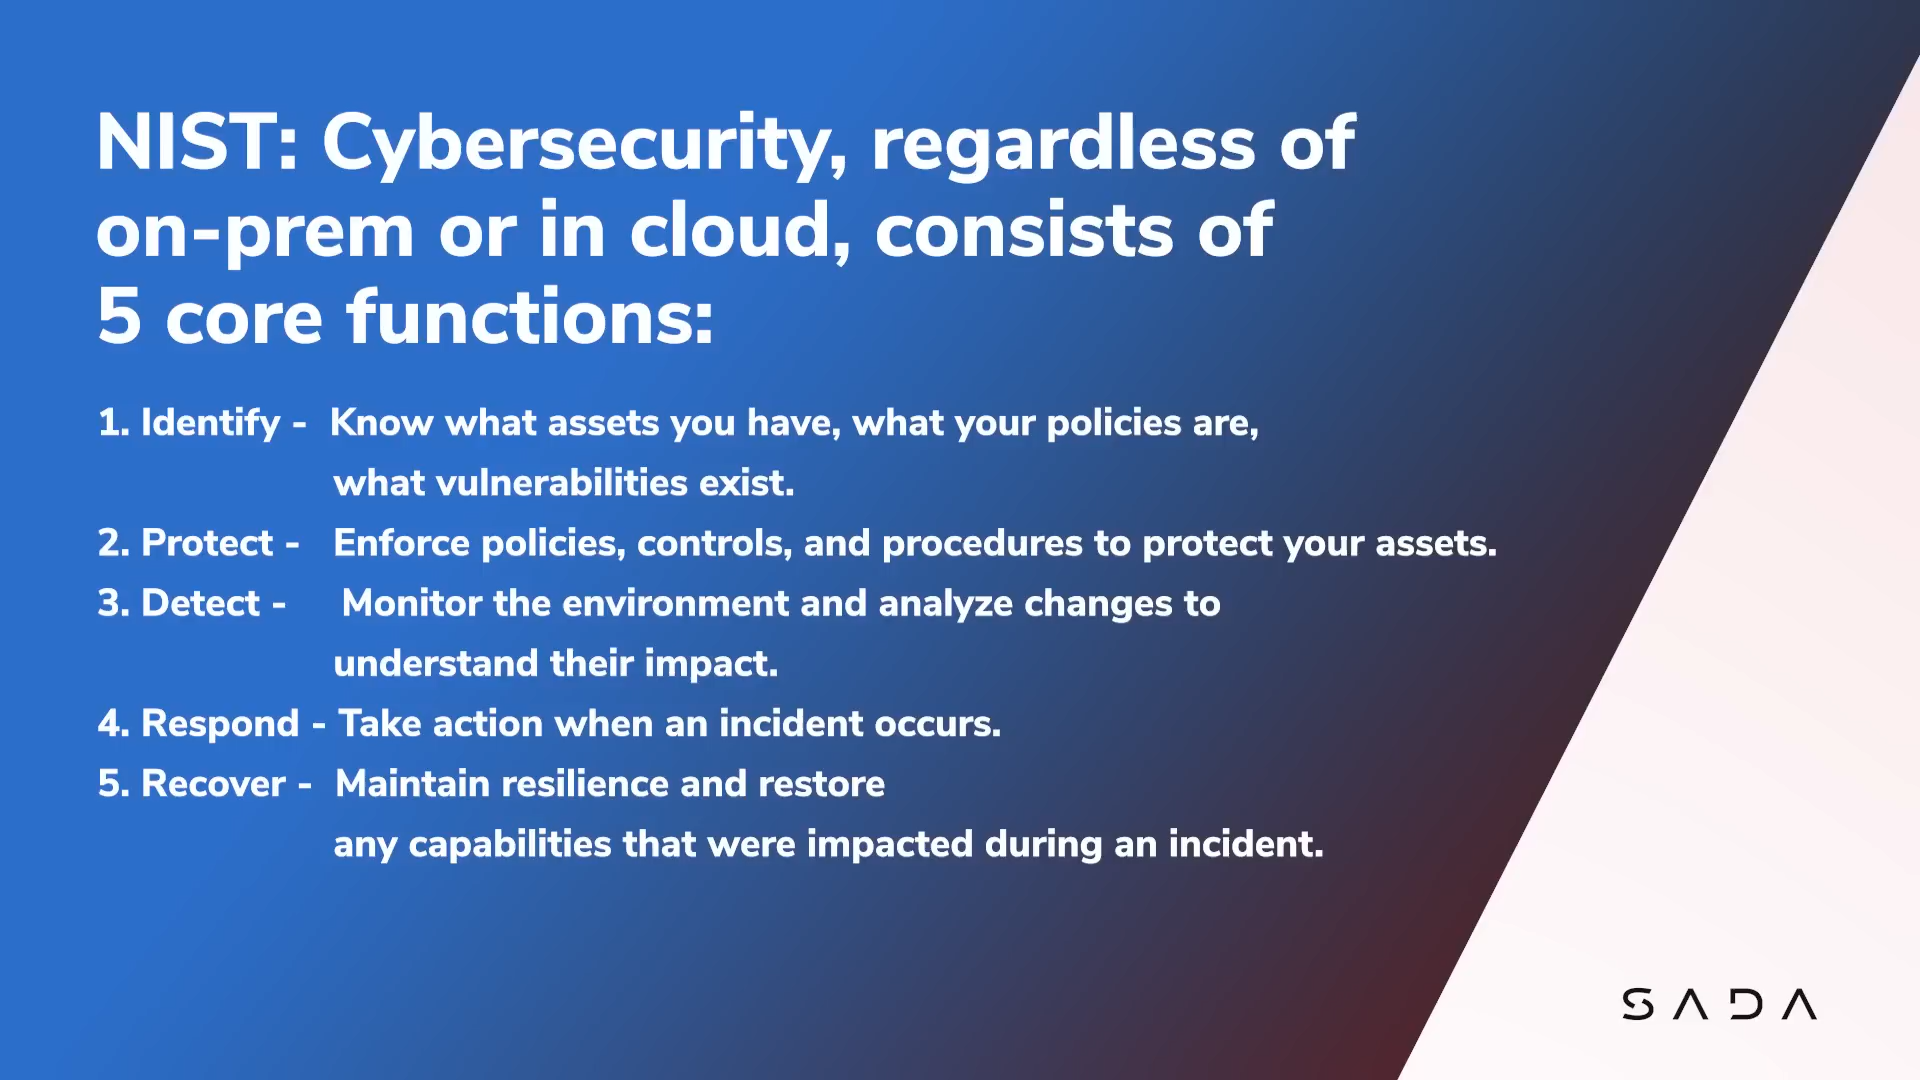 NIST: Cybersecurity, regardless of
on-prem or in cloud, consists of
5 core functions:
1. Identify - Know what assets you have, what your policies are,
what vulnerabilities exist.
2. Protect - Enforce policies, controls, and procedures to protect your assets.
3. Detect - Monitor the environment and analyze changes to
understand their impact.
4. Respond - Take action when an incident occurs.
5. Recover - Maintain resilience and restore
any capabilities that were impacted during an incident.
SADA